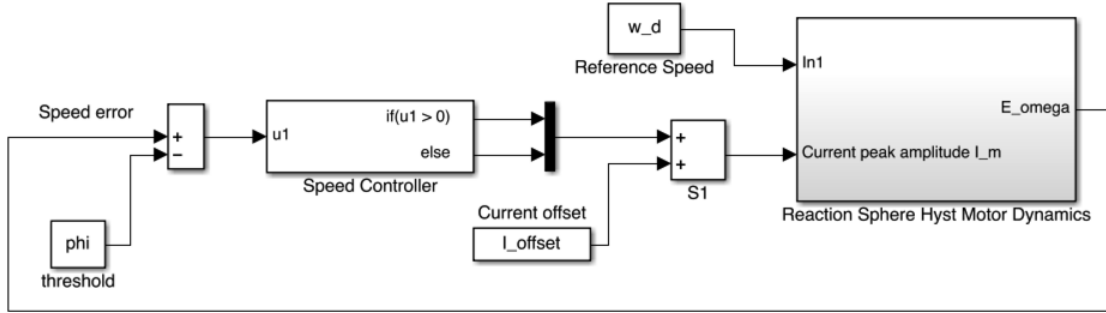 w_d
Reference Speed
In1
E_omega
Current peak amplitude I_m
Reaction Sphere Hyst Motor Dynamics
Speed error
+
−
u1
if(u1 > 0)
else
Speed Controller
+
+
S1
Current offset
I_offset
phi
threshold